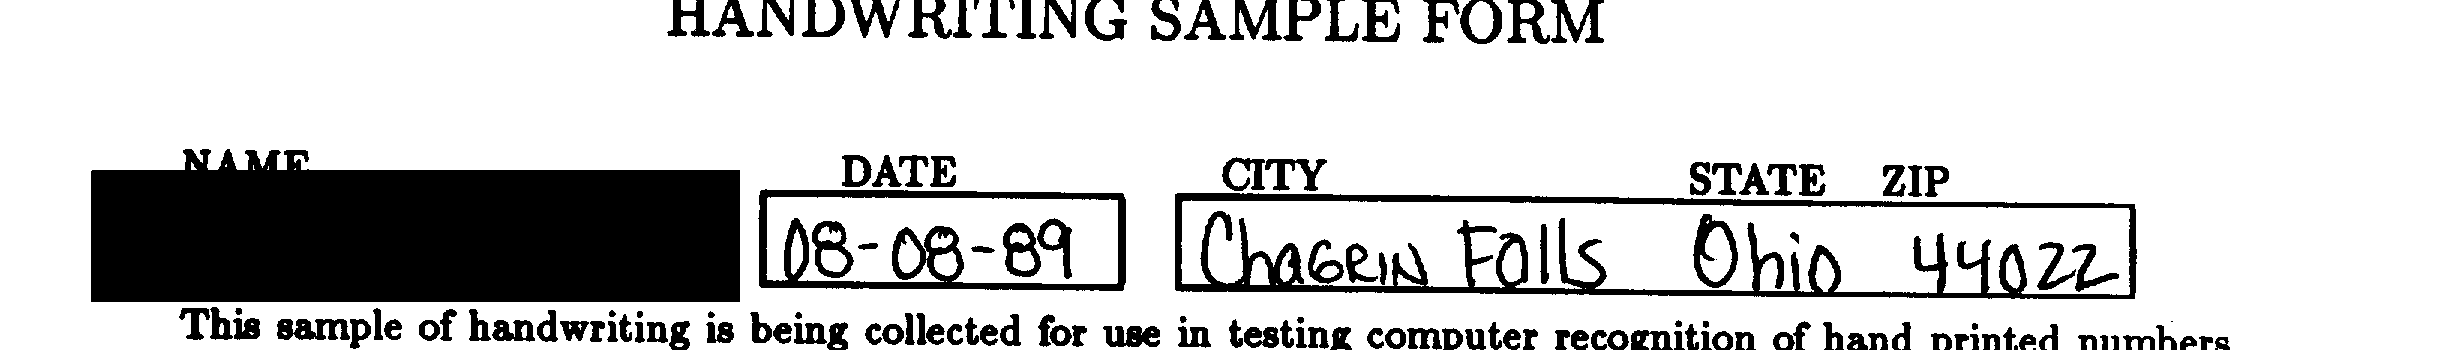 HANDWRITING SAMPLE FORM
NAME DATE CITY STATE ZIP
08-08-89 ChaGRIN Falls Ohio 44022
This sample of handwriting is being collected for use in testing computer recognition of hand printed numbers